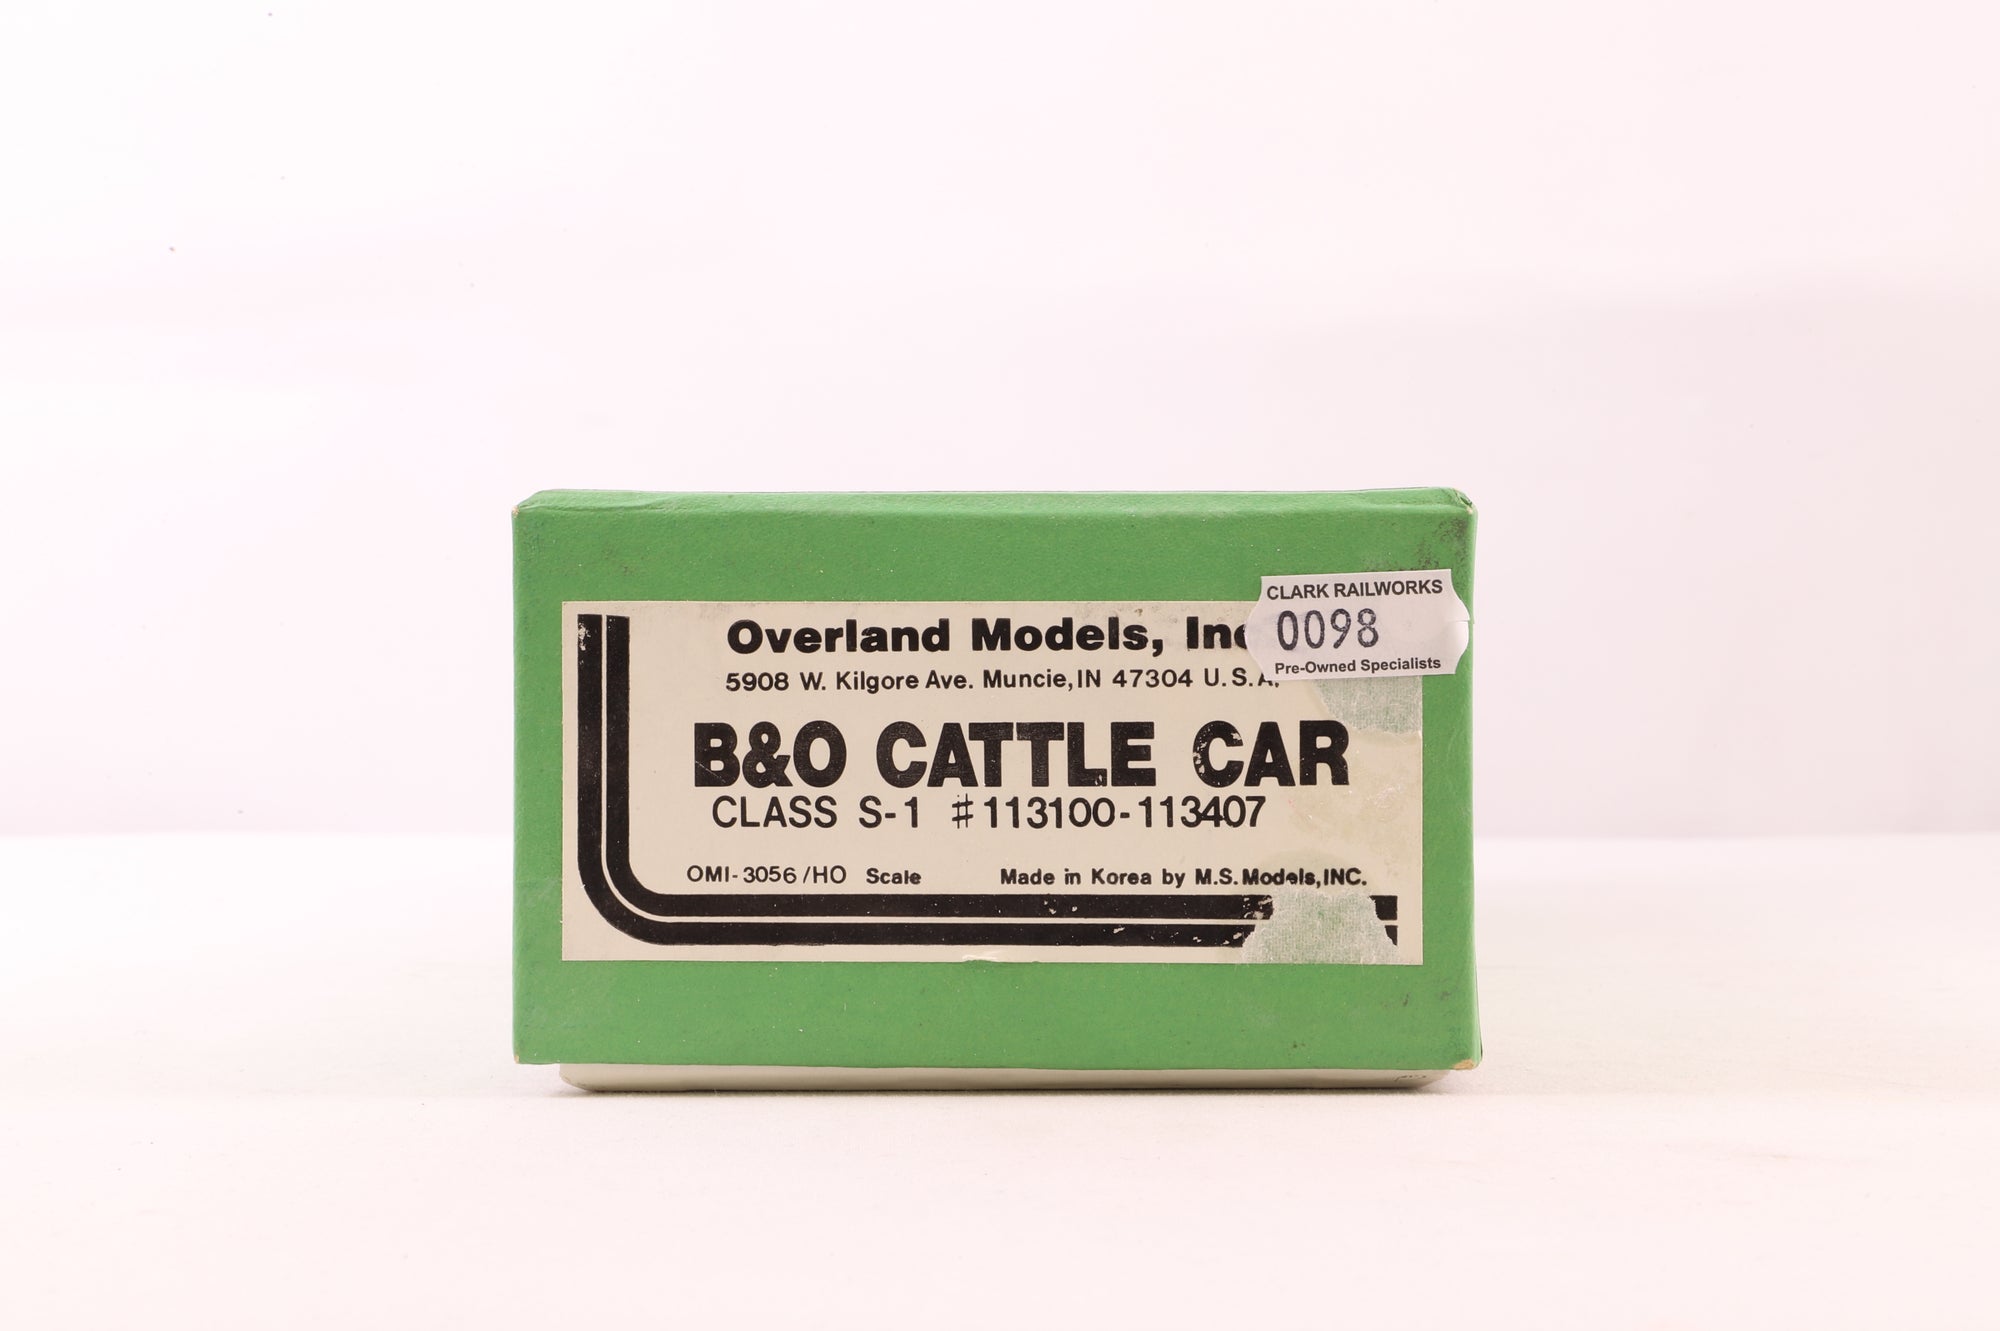 CLARK RAILWORKS
0098
Pre-Owned Specialists
Overland Models, Inc
5908 W. Kilgore Ave. Muncie, IN 47304 U.S.A.
B&O CATTLE CAR
CLASS S-1 #113100-113407
OMI-3056/HO Scale Made in Korea by M.S. Models, INC.